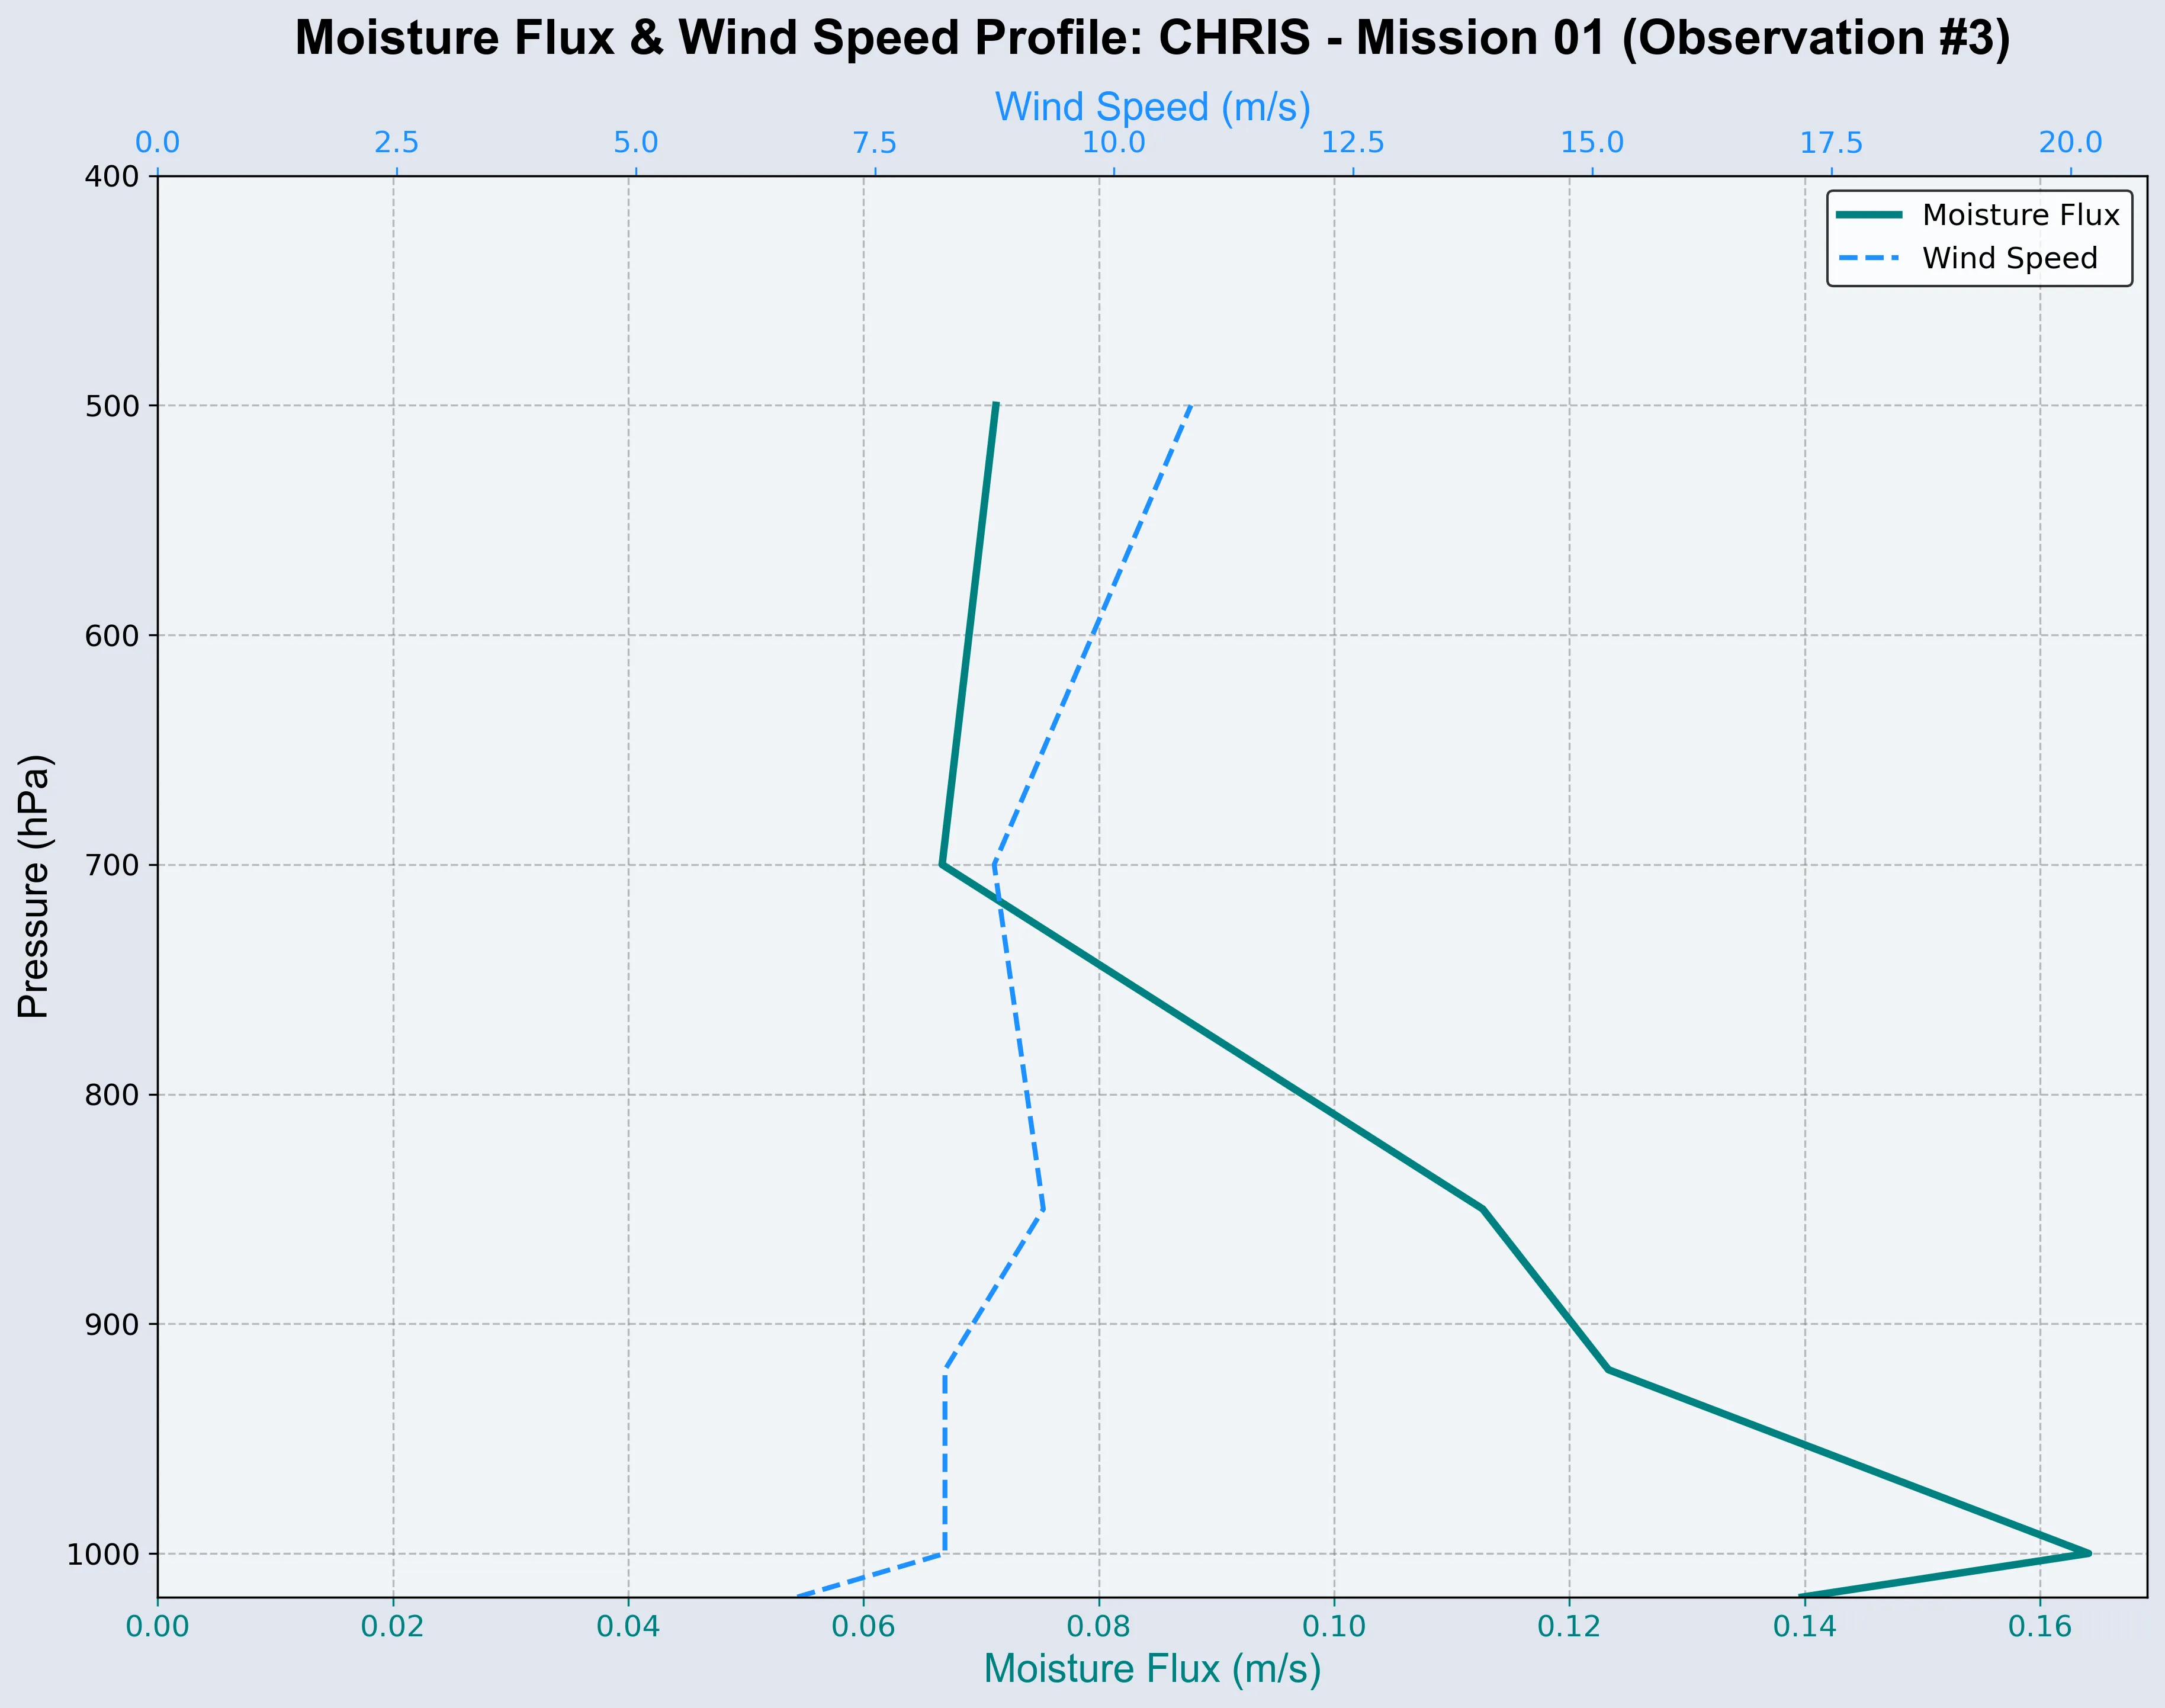 Moisture Flux & Wind Speed Profile: CHRIS - Mission 01 (Observation #3)
Wind Speed (m/s)
0.0 2.5 5.0 7.5 10.0 12.5 15.0 17.5 20.0
Moisture Flux
Wind Speed
Pressure (hPa)
400
500
600
700
800
900
1000
0.00 0.02 0.04 0.06 0.08 0.10 0.12 0.14 0.16
Moisture Flux (m/s)